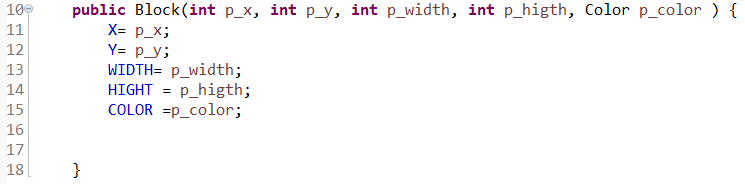 10 public Block(int p_x, int p_y, int p_width, int p_higth, Color p_color ) {
11 X= p_x;
12 Y= p_y;
13 WIDTH= p_width;
14 HIGHT = p_higth;
15 COLOR =p_color;
16
17
18 }